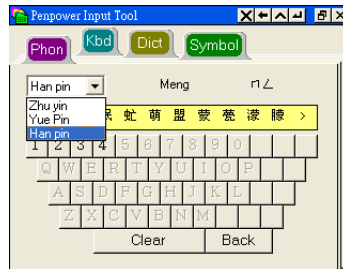 Penpower Input Tool
Phon Kbd Dict Symbol
Han pin Meng ㄇㄥ
Zhu yin
Yue Pin
Han pin
虻 萌 盟 蒙 甍 濛 朦 >
1 2 3 4 5 6 7 8 9 0
Q W E R T Y U I O P
A S D F G H J K L
Z X C V B N M
Clear Back